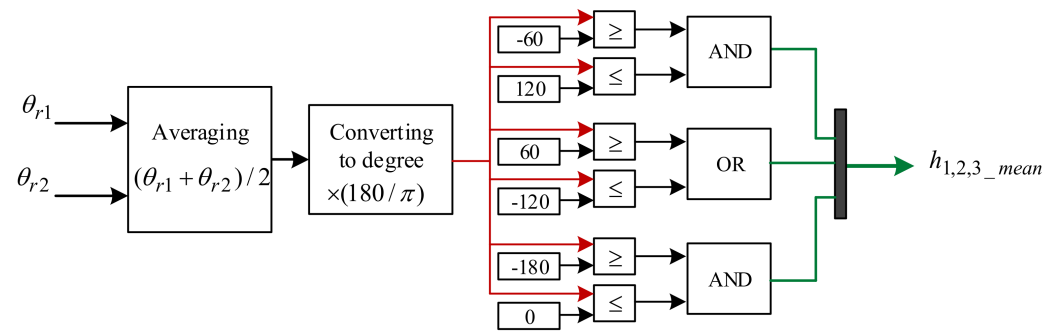 θr1
θr2
Averaging
(θr1 + θr2) / 2
Converting
to degree
×(180 / π)
-60
≥
120
≤
AND
60
≥
-120
≤
OR
-180
≥
0
≤
AND
h1,2,3_mean